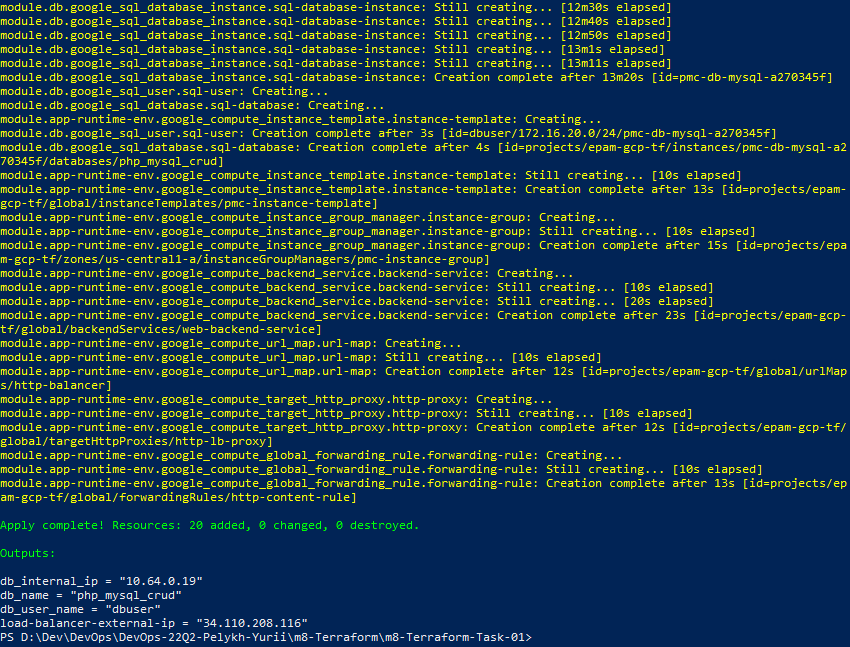 module.db.google_sql_database_instance.sql-database-instance: Still creating... [12m30s elapsed]
module.db.google_sql_database_instance.sql-database-instance: Still creating... [12m40s elapsed]
module.db.google_sql_database_instance.sql-database-instance: Still creating... [12m50s elapsed]
module.db.google_sql_database_instance.sql-database-instance: Still creating... [13m1s elapsed]
module.db.google_sql_database_instance.sql-database-instance: Still creating... [13m11s elapsed]
module.db.google_sql_database_instance.sql-database-instance: Creation complete after 13m20s [id=pmc-db-mysql-a270345f]
module.db.google_sql_user.sql-user: Creating...
module.db.google_sql_database.sql-database: Creating...
module.app-runtime-env.google_compute_instance_template.instance-template: Creating...
module.db.google_sql_user.sql-user: Creation complete after 3s [id=dbuser/172.16.20.0/24/pmc-db-mysql-a270345f]
module.db.google_sql_database.sql-database: Creation complete after 4s [id=projects/epam-gcp-tf/instances/pmc-db-mysql-a2
70345f/databases/php_mysql_crud]
module.app-runtime-env.google_compute_instance_template.instance-template: Still creating... [10s elapsed]
module.app-runtime-env.google_compute_instance_template.instance-template: Creation complete after 13s [id=projects/epam-
gcp-tf/global/instanceTemplates/pmc-instance-template]
module.app-runtime-env.google_compute_instance_group_manager.instance-group: Creating...
module.app-runtime-env.google_compute_instance_group_manager.instance-group: Still creating... [10s elapsed]
module.app-runtime-env.google_compute_instance_group_manager.instance-group: Creation complete after 15s [id=projects/epa
m-gcp-tf/zones/us-central1-a/instanceGroupManagers/pmc-instance-group]
module.app-runtime-env.google_compute_backend_service.backend-service: Creating...
module.app-runtime-env.google_compute_backend_service.backend-service: Still creating... [10s elapsed]
module.app-runtime-env.google_compute_backend_service.backend-service: Still creating... [20s elapsed]
module.app-runtime-env.google_compute_backend_service.backend-service: Creation complete after 23s [id=projects/epam-gcp-
tf/global/backendServices/web-backend-service]
module.app-runtime-env.google_compute_url_map.url-map: Creating...
module.app-runtime-env.google_compute_url_map.url-map: Still creating... [10s elapsed]
module.app-runtime-env.google_compute_url_map.url-map: Creation complete after 12s [id=projects/epam-gcp-tf/global/urlMap
s/http-balancer]
module.app-runtime-env.google_compute_target_http_proxy.http-proxy: Creating...
module.app-runtime-env.google_compute_target_http_proxy.http-proxy: Still creating... [10s elapsed]
module.app-runtime-env.google_compute_target_http_proxy.http-proxy: Creation complete after 12s [id=projects/epam-gcp-tf/
global/targetHttpProxies/http-lb-proxy]
module.app-runtime-env.google_compute_global_forwarding_rule.forwarding-rule: Creating...
module.app-runtime-env.google_compute_global_forwarding_rule.forwarding-rule: Still creating... [10s elapsed]
module.app-runtime-env.google_compute_global_forwarding_rule.forwarding-rule: Creation complete after 13s [id=projects/ep
am-gcp-tf/global/forwardingRules/http-content-rule]
Apply complete! Resources: 20 added, 0 changed, 0 destroyed.
Outputs:
db_internal_ip = "10.64.0.19"
db_name = "php_mysql_crud"
db_user_name = "dbuser"
load-balancer-external-ip = "34.110.208.116"
PS D:\Dev\DevOps\DevOps-22Q2-Pelykh-Yurii\m8-Terraform\m8-Terraform-Task-01>